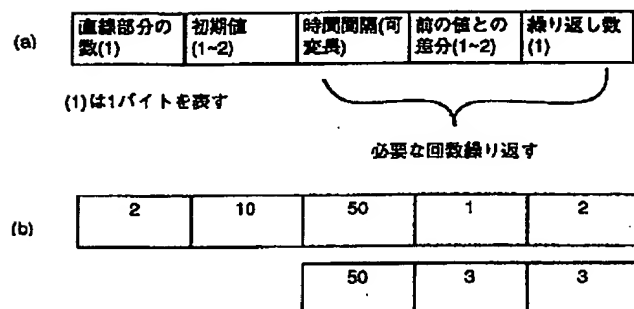 (a) 直線部分の数(1) 初期値(1~2) 時間間隔(可変長) 前の値との差分(1~2) 繰り返し数(1)
(1)は1バイトを表す
必要な回数繰り返す
(b) 2 10 50 1 2
50 3 3